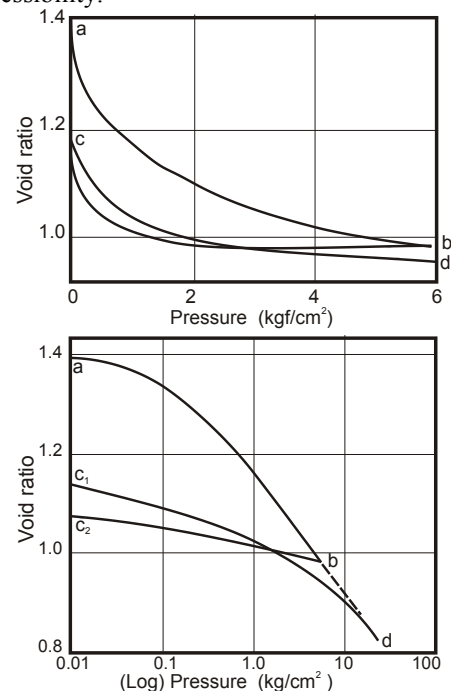 1.4
a
1.2
c
1.0
b
d
0 2 4 6
Void ratio
Pressure (kgf/cm²)
1.4
a
1.2
c₁
c₂
1.0
b
0.8
d
0.01 0.1 1.0 10 100
Void ratio
(Log) Pressure (kg/cm²)